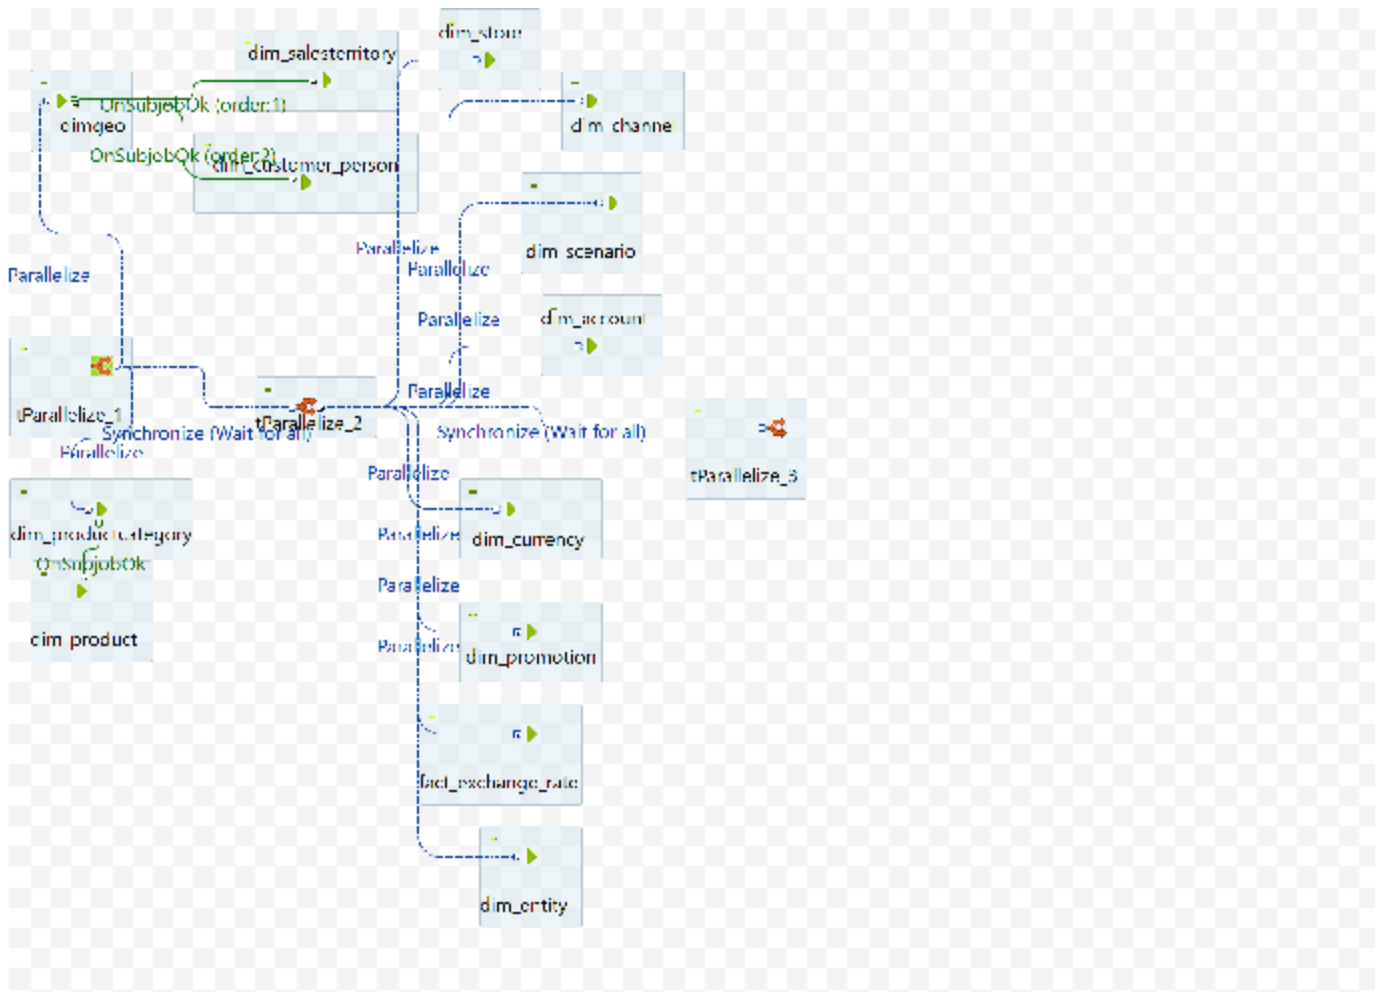 dim_store
dim_salesterritory
OnSubjobOk (order:1)
dimgeo
dim_channel
OnSubjobOk (order:2)
dim_customer_person
Parallelize
dim_scenario
Parallelize
Parallelize
Parallelize
dim_account
Parallelize
tParallelize_1
tParallelize_2
Synchronize (Wait for all)
Synchronize (Wait for all)
Parallelize
Parallelize
tParallelize_3
dim_productcategory
Parallelize
dim_currency
OnSubjobOk
Parallelize
dim_product
Parallelize
dim_promotion
fact_exchange_rate
dim_entity